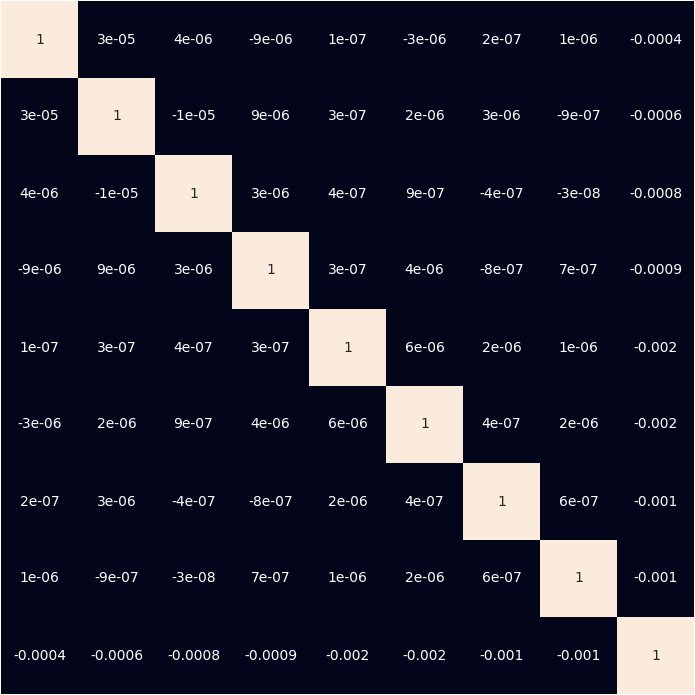 1 3e-05 4e-06 -9e-06 1e-07 -3e-06 2e-07 1e-06 -0.0004
3e-05 1 -1e-05 9e-06 3e-07 2e-06 3e-06 -9e-07 -0.0006
4e-06 -1e-05 1 3e-06 4e-07 9e-07 -4e-07 -3e-08 -0.0008
-9e-06 9e-06 3e-06 1 3e-07 4e-06 -8e-07 7e-07 -0.0009
1e-07 3e-07 4e-07 3e-07 1 6e-06 2e-06 1e-06 -0.002
-3e-06 2e-06 9e-07 4e-06 6e-06 1 4e-07 2e-06 -0.002
2e-07 3e-06 -4e-07 -8e-07 2e-06 4e-07 1 6e-07 -0.001
1e-06 -9e-07 -3e-08 7e-07 1e-06 2e-06 6e-07 1 -0.001
-0.0004 -0.0006 -0.0008 -0.0009 -0.002 -0.002 -0.001 -0.001 1